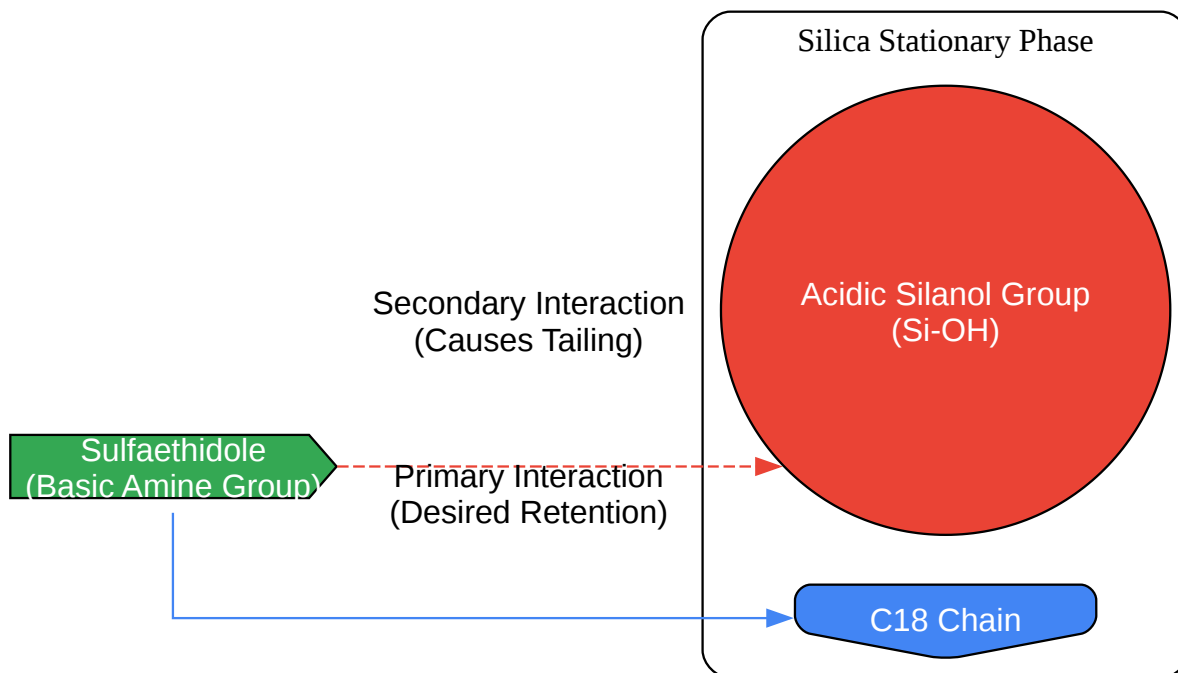 Silica Stationary Phase
Acidic Silanol Group
(Si-OH)
Secondary Interaction
(Causes Tailing)
Sulfaethidole
(Basic Amine Group)
Primary Interaction
(Desired Retention)
C18 Chain